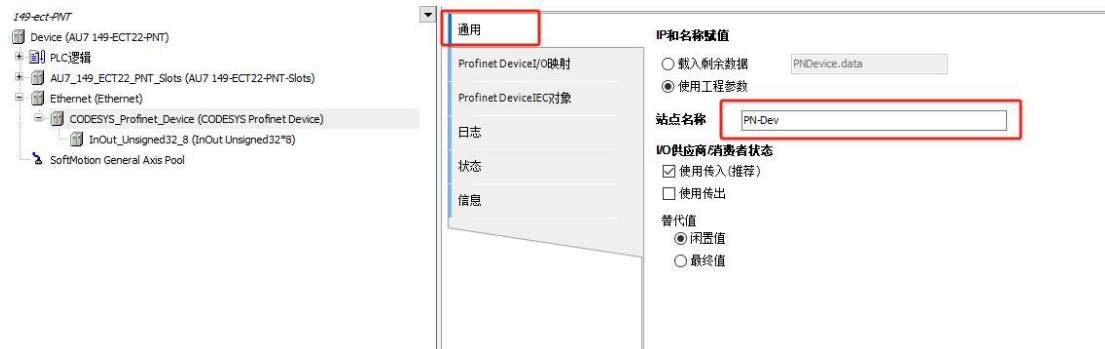 149-ect-PNT
Device (AU7 149-ECT22-PNT)
PLC逻辑
AU7_149_ECT22_PNT_Slots (AU7 149-ECT22-PNT-Slots)
Ethernet (Ethernet)
CODESYS_Profinet_Device (CODESYS Profinet Device)
InOut_Unsigned32_8 (InOut Unsigned32*8)
SoftMotion General Axis Pool
通用
Profinet DeviceI/O映射
Profinet DeviceIEC对象
日志
状态
信息
IP和名称赋值
载入剩余数据 PNDevice.data
使用工程参数
站点名称 PN-Dev
I/O供应商/消费者状态
使用传入(推荐)
使用传出
替代值
闲置值
最终值